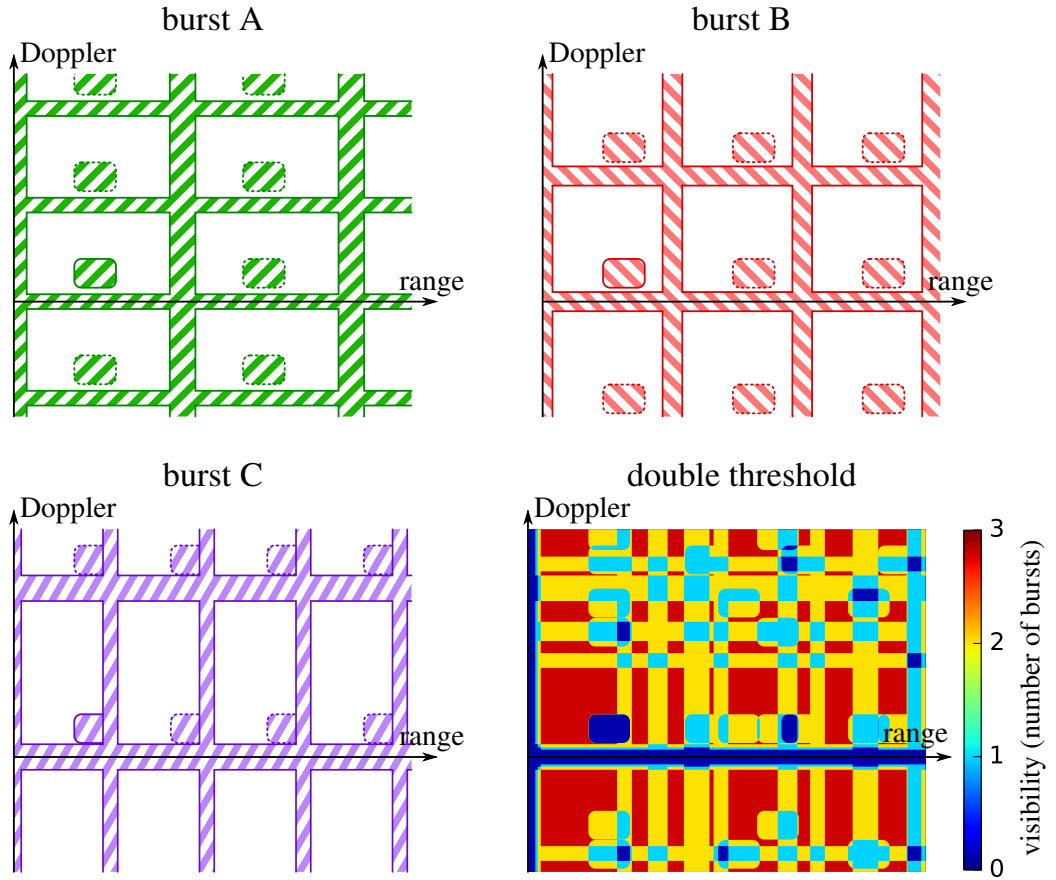 burst A
Doppler
range
burst B
Doppler
range
burst C
Doppler
range
double threshold
Doppler
range
3
2
1
0
visibility (number of bursts)